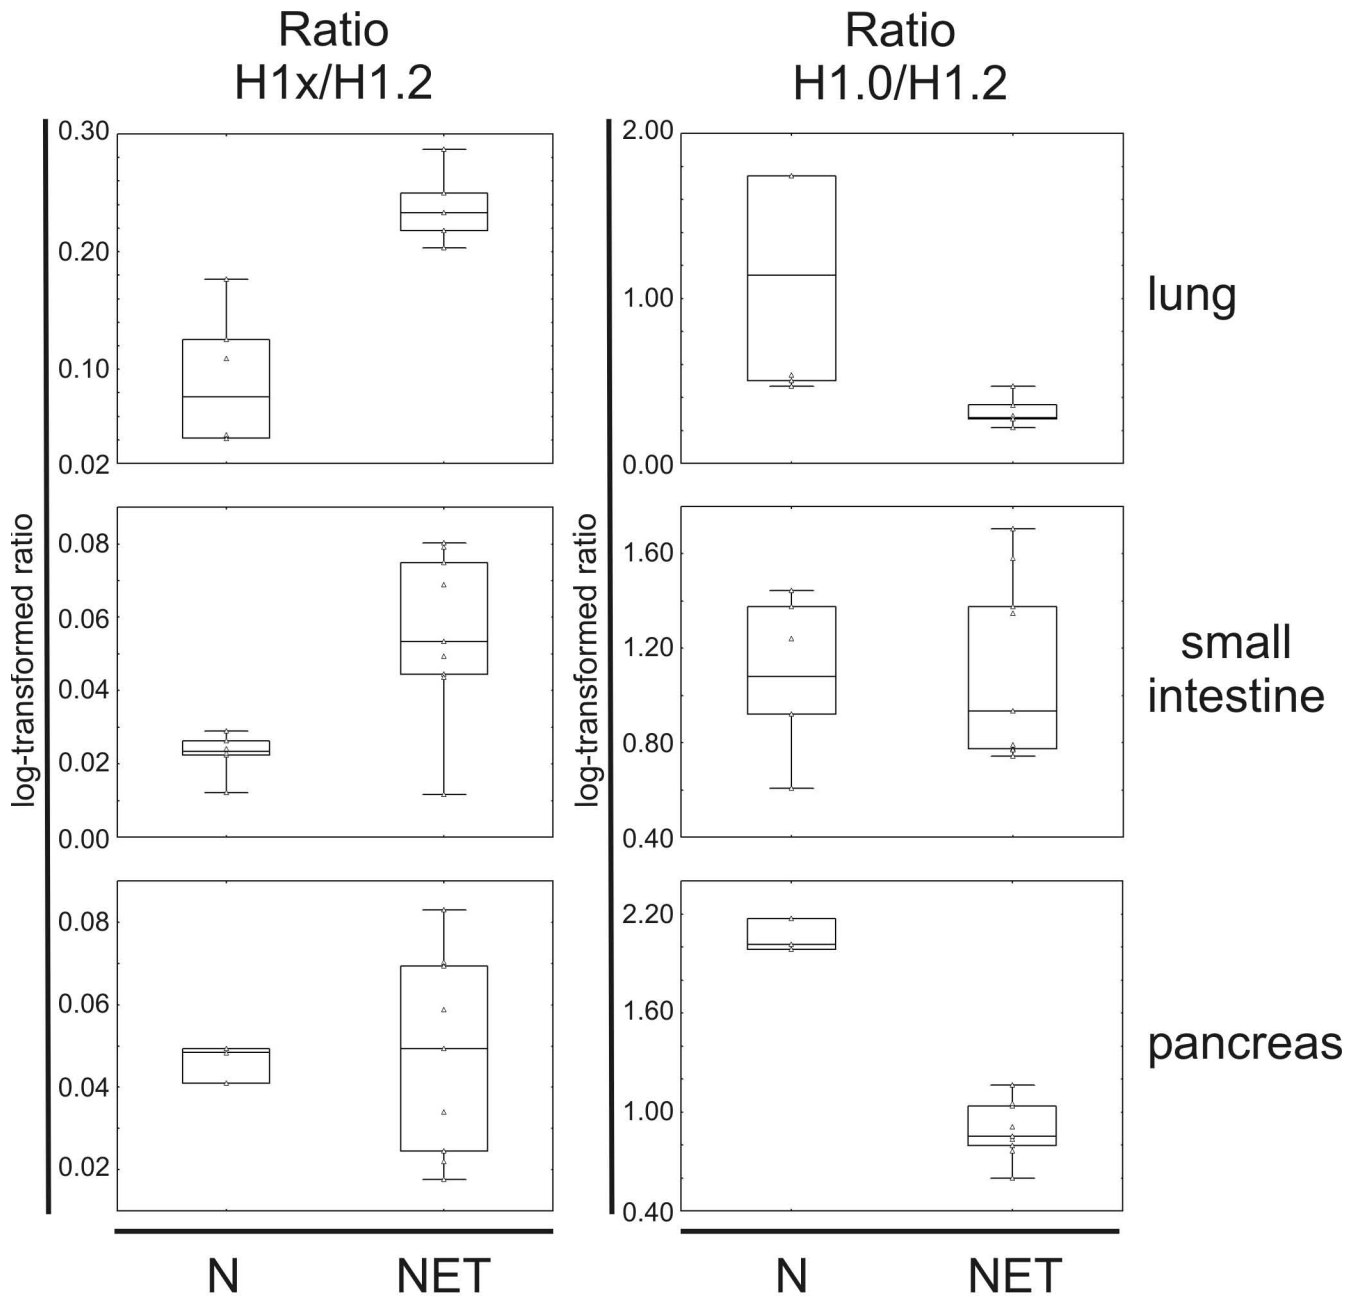 Ratio
H1x/H1.2
Ratio
H1.0/H1.2
0.30
0.20
0.10
0.02
2.00
1.00
0.00
lung
log-transformed ratio
0.08
0.06
0.04
0.02
0.00
log-transformed ratio
1.60
1.20
0.80
0.40
small
intestine
0.08
0.06
0.04
0.02
2.20
1.60
1.00
0.40
pancreas
N
NET
N
NET